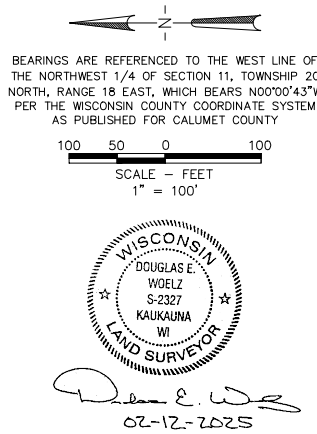 N
BEARINGS ARE REFERENCED TO THE WEST LINE OF
THE NORTHWEST 1/4 OF SECTION 11, TOWNSHIP 20
NORTH, RANGE 18 EAST, WHICH BEARS N00°00'43"W
PER THE WISCONSIN COUNTY COORDINATE SYSTEM
AS PUBLISHED FOR CALUMET COUNTY
100 50 0 100
SCALE - FEET
1" = 100'
WISCONSIN
DOUGLAS E.
WOELZ
S-2327
KAUKAUNA
WI
LAND SURVEYOR
02-12-2025